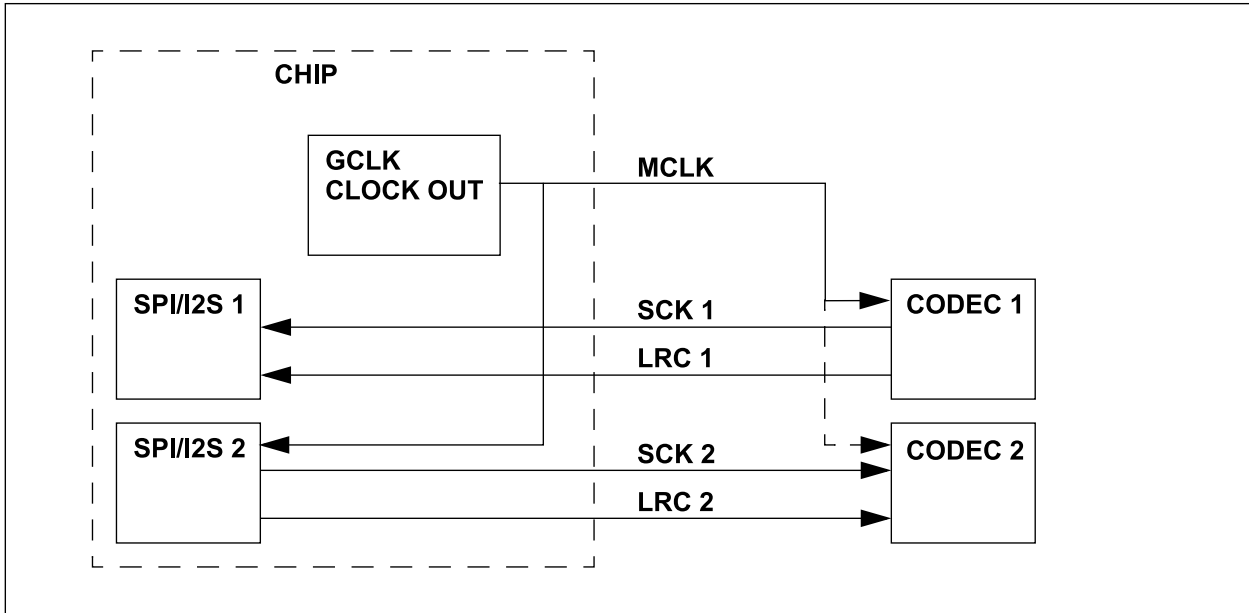 CHIP
GCLK
CLOCK OUT
MCLK
SPI/I2S 1
SCK 1
CODEC 1
LRC 1
SPI/I2S 2
SCK 2
CODEC 2
LRC 2